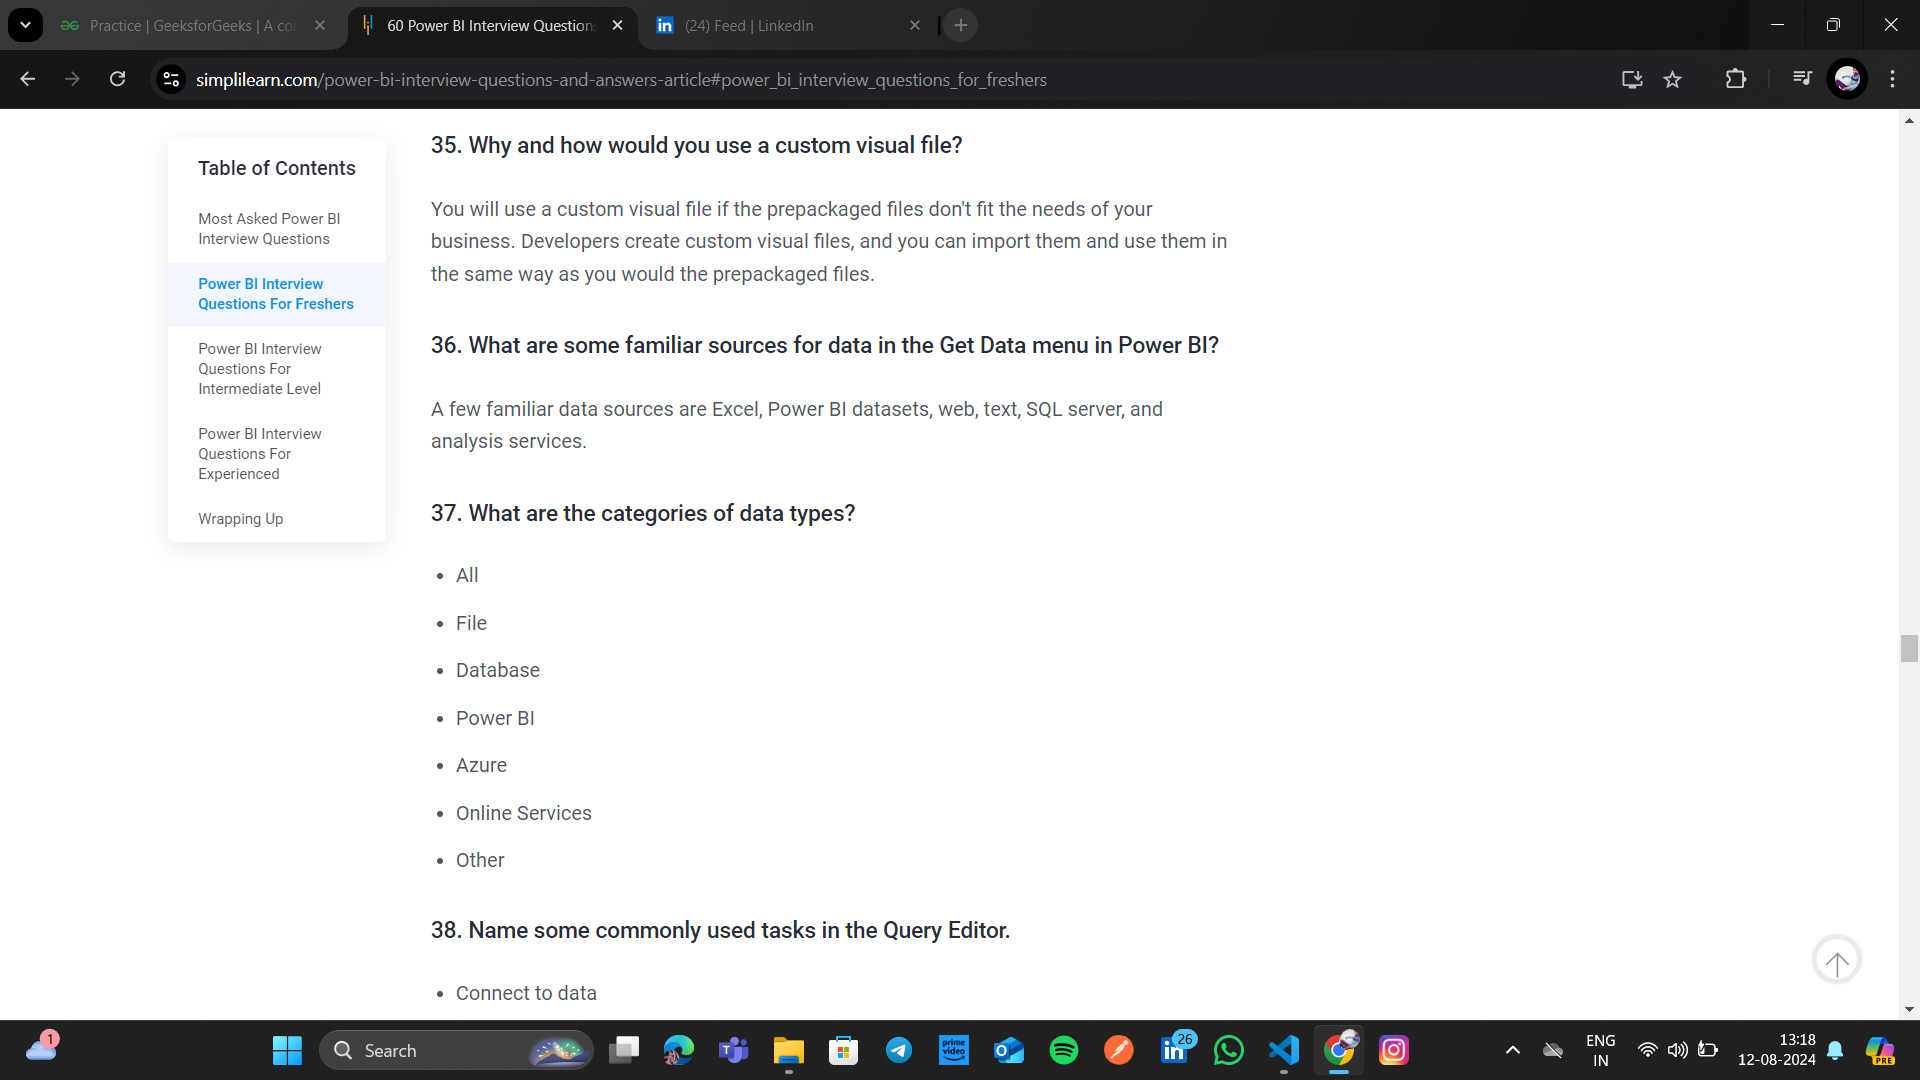 Practice | GeeksforGeeks | A co
60 Power BI Interview Question
in (24) Feed | LinkedIn
simplilearn.com/power-bi-interview-questions-and-answers-article#power_bi_interview_questions_for_freshers
Table of Contents
Most Asked Power BI
Interview Questions
Power BI Interview
Questions For Freshers
Power BI Interview
Questions For
Intermediate Level
Power BI Interview
Questions For
Experienced
Wrapping Up
35. Why and how would you use a custom visual file?
You will use a custom visual file if the prepackaged files don't fit the needs of your
business. Developers create custom visual files, and you can import them and use them in
the same way as you would the prepackaged files.
36. What are some familiar sources for data in the Get Data menu in Power BI?
A few familiar data sources are Excel, Power BI datasets, web, text, SQL server, and
analysis services.
37. What are the categories of data types?
• All
• File
• Database
• Power BI
• Azure
• Online Services
• Other
38. Name some commonly used tasks in the Query Editor.
• Connect to data
1
Search
prime
video
in
26
ENG
IN
13:18
12-08-2024
PRE